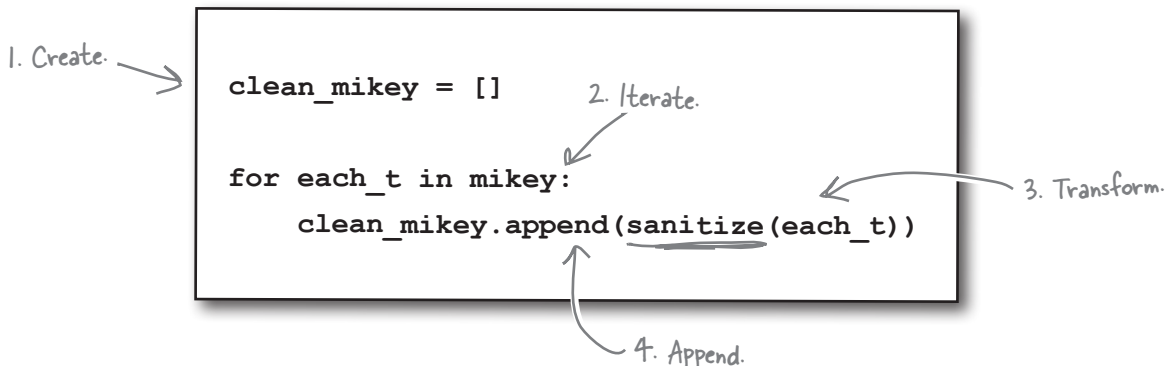 1. Create.
clean_mikey = []
2. Iterate.
for each_t in mikey:
3. Transform.
clean_mikey.append(sanitize(each_t))
4. Append.